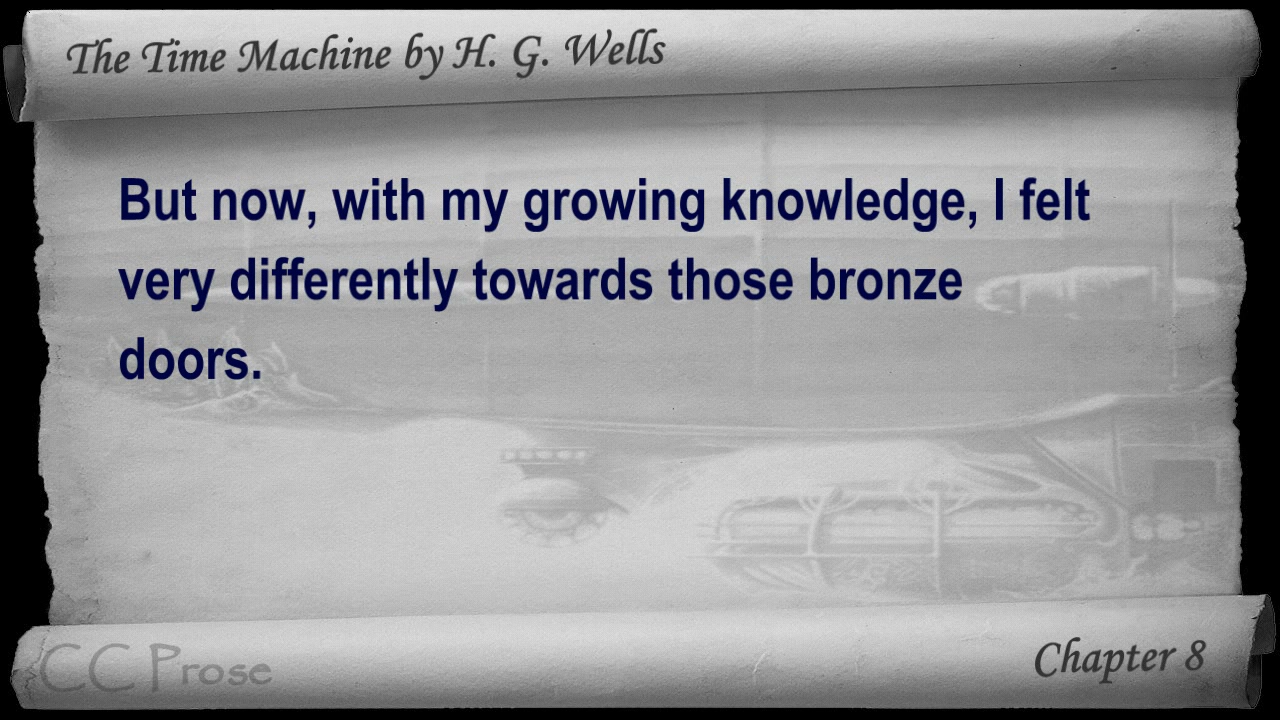 The Time Machine by H. G. Wells
But now, with my growing knowledge, I felt
very differently towards those bronze
doors.
CC Prose
Chapter 8